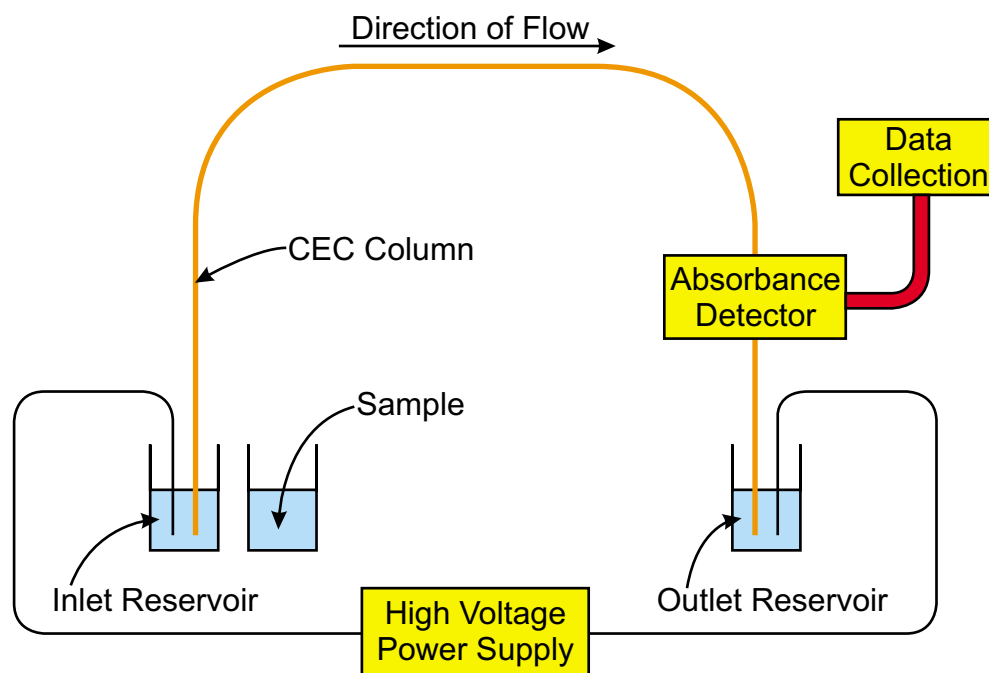 Direction of Flow
Data
Collection
CEC Column
Absorbance
Detector
Sample
Inlet Reservoir
Outlet Reservoir
High Voltage
Power Supply